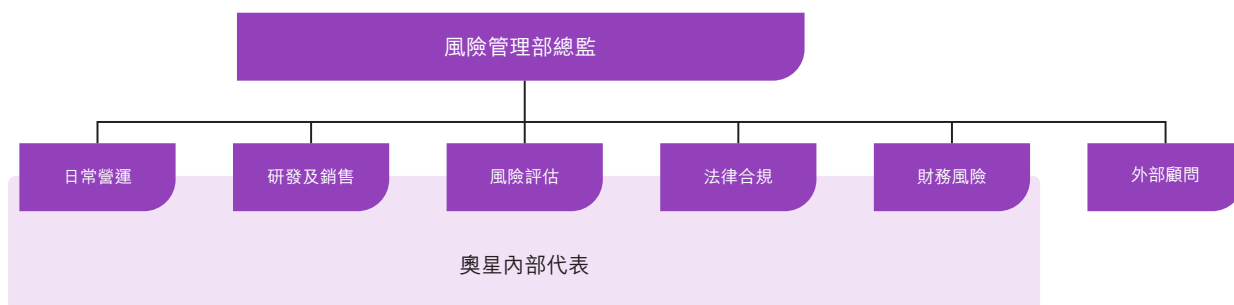 風險管理部總監
日常營運
研發及銷售
風險評估
法律合規
財務風險
外部顧問
奧星內部代表